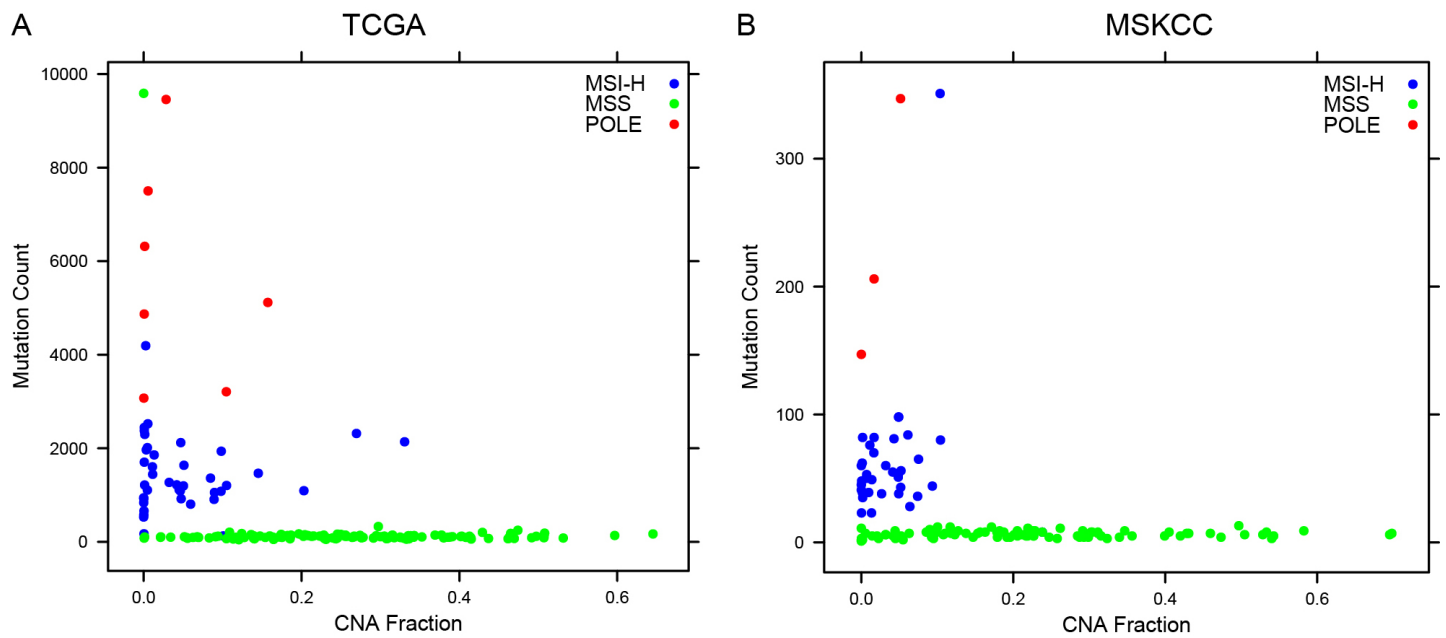 A
TCGA
Mutation Count
10000
8000
6000
4000
2000
0
MSI-H
MSS
POLE
0.0
0.2
0.4
0.6
CNA Fraction
B
MSKCC
Mutation Count
300
200
100
0
MSI-H
MSS
POLE
0.0
0.2
0.4
0.6
CNA Fraction